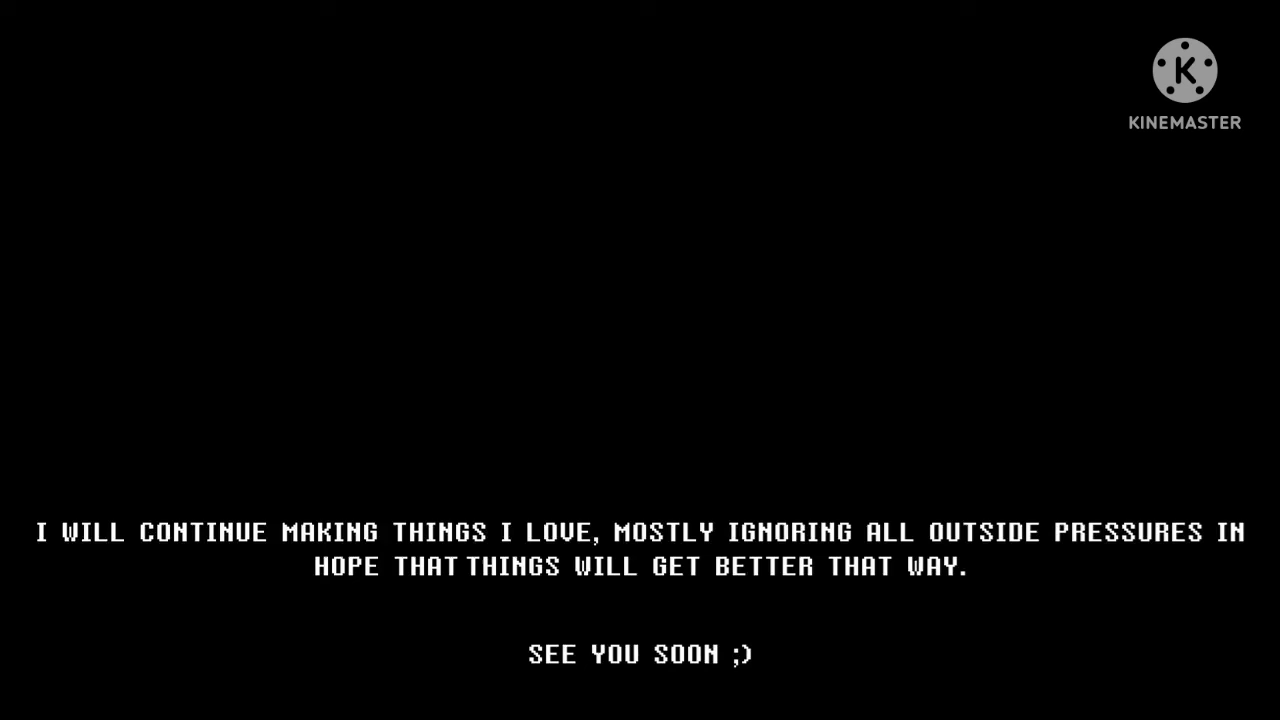 K
KINEMASTER
I WILL CONTINUE MAKING THINGS I LOVE, MOSTLY IGNORING ALL OUTSIDE PRESSURES IN
HOPE THAT THINGS WILL GET BETTER THAT WAY.
SEE YOU SOON ;)